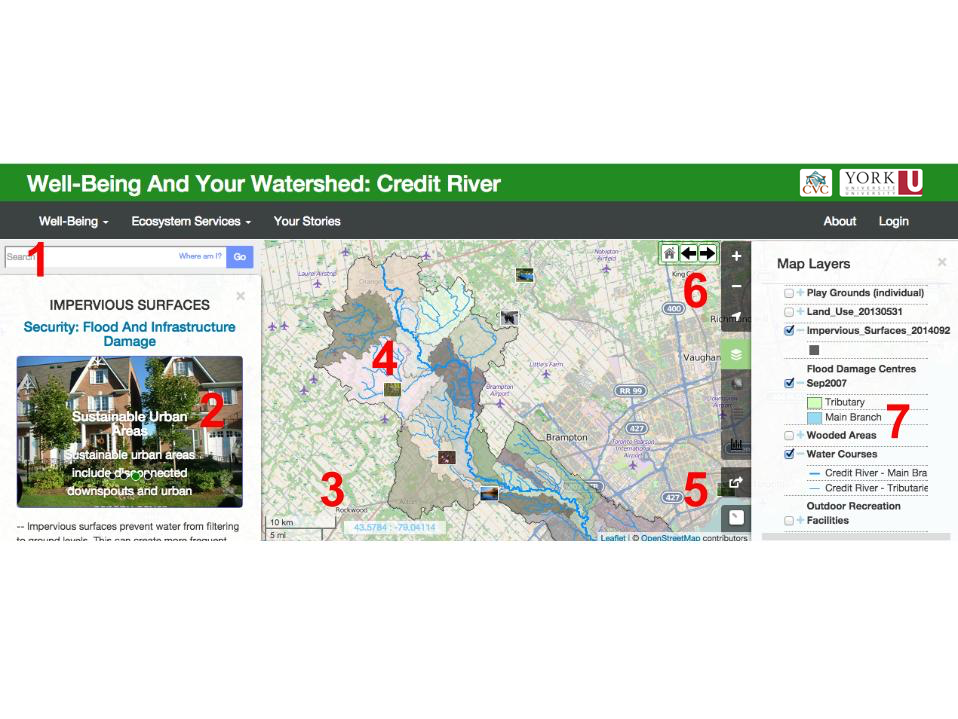 Well-Being And Your Watershed: Credit River
CVC
YORK U
UNIVERSITÉ
UNIVERSITY
Well-Being Ecosystem Services Your Stories About Login
1
Search Where am I? Go
IMPERVIOUS SURFACES
Security: Flood And Infrastructure
Damage
2
Sustainable Urban
Areas
Sustainable urban areas
include disconnected
downspouts and urban
-- Impervious surfaces prevent water from filtering
to ground levels. This can create more frequent
Laurel Airstrip
Orangeville
400
Vaughan
Little's Farm
Brampton
Airport
RR 99
427
Brampton
Toronto Pearson
International
Airport
427
Rockwood
3
4
5
6
10 km
5 mi
43.5784 : -79.04114
Leaflet | © OpenStreetMap contributors
Map Layers
Play Grounds (individual)
Land_Use_20130531
Impervious_Surfaces_2014092
Flood Damage Centres
Sep2007
Tributary
Main Branch
7
Wooded Areas
Water Courses
Credit River - Main Bra
Credit River - Tributarie
Outdoor Recreation
Facilities